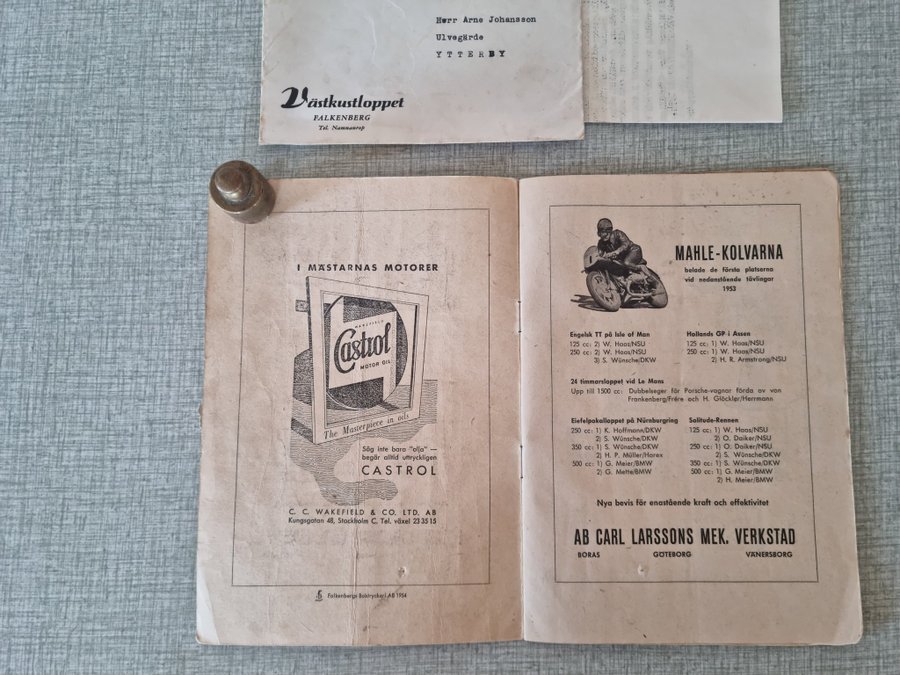 Herr Arne Johansson
Ulvegärde
YTTERBY
Västkustloppet
FALKENBERG
Tel. Namnanrop
I MÄSTARNAS MOTORER
WAKEFIELD
Castrol
MOTOR OIL
The Masterpiece in oils
Säg inte bara "olja" —
begär alltid uttryckligen
CASTROL
C. C. WAKEFIELD & CO. LTD. AB
Kungsgatan 48, Stockholm C, Tel. växel 23 35 15
Falkenbergs Boktryckeri AB 1954
MAHLE-KOLVARNA
belade de första platserna
vid nedanstående tävlingar
1953
Engelsk TT på Isle of Man
125 cc: 2) W. Haas/NSU
250 cc: 2) W. Haas/NSU
3) S. Wünsche/DKW
Hollands GP i Assen
125 cc: 1) W. Haas/NSU
250 cc: 1) W. Haas/NSU
2) H. R. Armstrong/NSU
24 timmarsloppet vid Le Mans
Upp till 1500 cc: Dubbelseger för Porsche-vagnar förda av von
Frankenberg/Frère och H. Glöckler/Herrmann
Eifelpokalloppet på Nürnburgring
250 cc: 1) K. Hoffmann/DKW
2) S. Wünsche/DKW
350 cc: 1) S. Wünsche/DKW
2) H. P. Müller/Horex
500 cc: 1) G. Meier/BMW
2) G. Mette/BMW
Solitude-Rennen
125 cc: 1) W. Haas/NSU
2) O. Daiker/NSU
250 cc: 1) O. Daiker/NSU
2) S. Wünsche/DKW
350 cc: 1) S. Wünsche/DKW
500 cc: 1) G. Meier/BMW
2) H. Meier/BMW
Nya bevis för enastående kraft och effektivitet
AB CARL LARSSONS MEK. VERKSTAD
BORÅS GÖTEBORG VÄNERSBORG